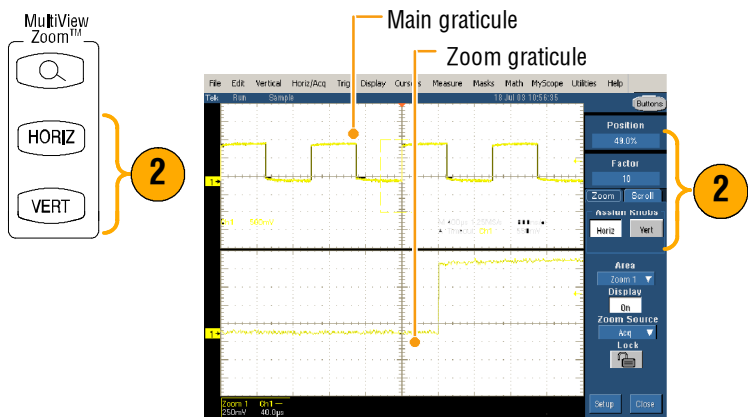 MultiView
Zoom™
HORIZ
VERT
2
Main graticule
Zoom graticule
File Edit Vertical Horiz/Acq Trig Display Cursors Measure Masks Math MyScope Utilities Help
Tek Run Sample 18 Jul 03 10:56:35
Buttons
Position
49.0%
Factor
10
Zoom Scroll
Assign Knobs
Horiz Vert
2
Area
Zoom 1
Display
On
Zoom Source
Acq
Lock
Setup Close
1
Ch1
1
Zoom 1 Ch1
250mV 40.0µs